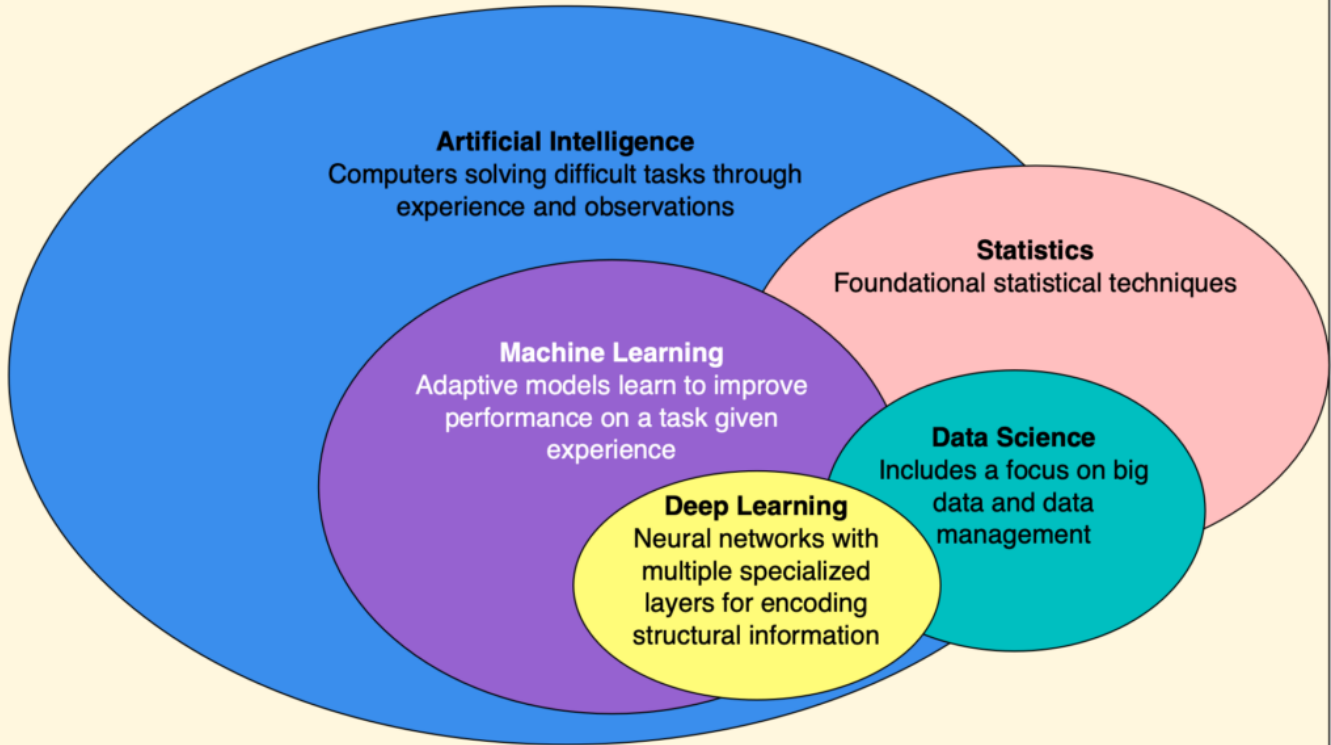 Artificial Intelligence
Computers solving difficult tasks through
experience and observations
Statistics
Foundational statistical techniques
Machine Learning
Adaptive models learn to improve
performance on a task given
experience
Data Science
Includes a focus on big
data and data
management
Deep Learning
Neural networks with
multiple specialized
layers for encoding
structural information